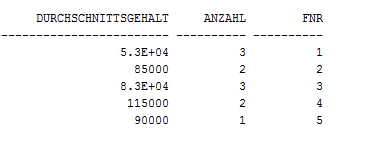 DURCHSCHNITTSGEHALT ANZAHL FNR
------------------------- ---------- ----------
5.3E+04 3 1
85000 2 2
8.3E+04 3 3
115000 2 4
90000 1 5